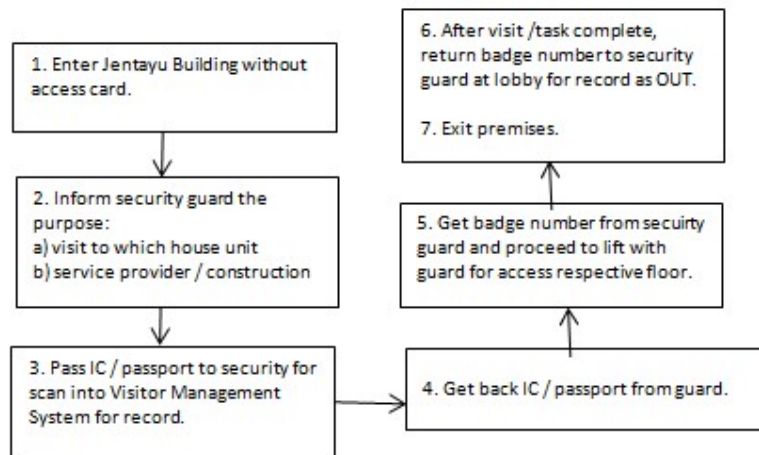 1. Enter Jentayu Building without
access card.
2. Inform security guard the
purpose:
a) visit to which house unit
b) service provider / construction
3. Pass IC / passport to security for
scan into Visitor Management
System for record.
4. Get back IC / passport from guard.
5. Get badge number from secuirty
guard and proceed to lift with
guard for access respective floor.
6. After visit /task complete,
return badge number to security
guard at lobby for record as OUT.
7. Exit premises.